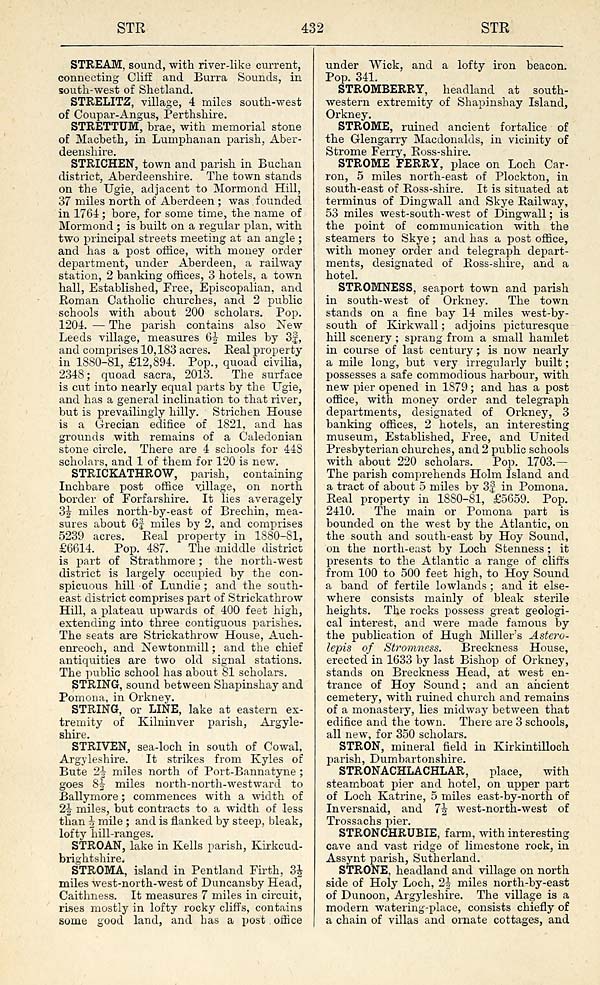 STR 432 STR
STREAM, sound, with river-like current,
connecting Cliff and Burra Sounds, in
south-west of Shetland.
STRELITZ, village, 4 miles south-west
of Coupar-Angus, Perthshire.
STRETTUM, brae, with memorial stone
of Macbeth, in Lumphanan parish, Aber-
deenshire.
STRICHEN, town and parish in Buchan
district, Aberdeenshire. The town stands
on the Ugie, adjacent to Mormond Hill,
37 miles north of Aberdeen; was founded
in 1764; bore, for some time, the name of
Mormond; is built on a regular plan, with
two principal streets meeting at an angle;
and has a post office, with money order
department, under Aberdeen, a railway
station, 2 banking offices, 3 hotels, a town
hall, Established, Free, Episcopalian, and
Roman Catholic churches, and 2 public
schools with about 200 scholars. Pop.
1204. — The parish contains also New
Leeds village, measures 6½ miles by 3¾,
and comprises 10,183 acres. Real property
in 1880-81, £12,894. Pop., quoad civilia,
2348; quoad sacra, 2013. The surface
is cut into nearly equal parts by the Ugie,
and has a general inclination to that river,
but is prevailingly hilly. Strichen House
is a Grecian edifice of 1821, and has
grounds with remains of a Caledonian
stone circle. There are 4 schools for 448
scholars, and 1 of them for 120 is new.
STRICKATHROW, parish, containing
Inchbare post office village, on north
border of Forfarshire. It lies averagely
3½ miles north-by-east of Brechin, mea-
sures about 6¾ miles by 2, and comprises
5239 acres. Real property in 1880-81,
£6614. Pop. 487. The middle district
is part of Strathmore; the north-west
district is largely occupied by the con-
spicuous hill of Lundie; and the south-
east district comprises part of Strickathrow
Hill, a plateau upwards of 400 feet high,
extending into three contiguous parishes.
The seats are Strickathrow House, Auch-
enreoch, and Newtonmill; and the chief
antiquities are two old signal stations.
The public school has about 81 scholars.
STRING, sound between Shapinshay and
Pomona, in Orkney.
STRING, or LINE, lake at eastern ex-
tremity of Kilninver parish, Argyle-
shire.
STRIVEN, sea-loch in south of Cowal,
Argyleshire. It strikes from Kyles of
Bute 2½ miles north of Port-Bannatyne;
goes 8½ miles north-north-westward to
Ballymore; commences with a width of
2½ miles, but contracts to a width of less
than ½ mile; and is flanked by steep, bleak,
lofty hill-ranges.
STROAN, lake in Kells parish, Kirkcud-
brightshire.
STROMA, island in Pentland Firth, 3½
miles west-north-west of Duncansby Head,
Caithness. It measures 7 miles in circuit,
rises mostly in lofty rocky cliffs, contains
some good land, and has a post office
under Wick, and a lofty iron beacon.
Pop. 341.
STROMBERRY, headland at south-
western extremity of Shapinshay Island,
Orkney.
STROME, ruined ancient fortalice of
the Glengarry Macdonalds, in vicinity of
Strome Ferry, Ross-shire.
STROME FERRY, place on Loch Car-
ron, 5 miles north-east of Plockton, in
south-east of Ross-shire. It is situated at
terminus of Dingwall and Skye Railway,
53 miles west-south-west of Dingwall; is
the point of communication with the
steamers to Skye; and has a post office,
with money order and telegraph depart-
ments, designated of Ross-shire, and a
hotel.
STROMNESS, seaport town and parish
in south-west of Orkney. The town
stands on a fine bay 14 miles west-by-
south of Kirkwall; adjoins picturesque
hill scenery; sprang from a small hamlet
in course of last century; is now nearly
a mile long, but very irregularly built;
possesses a safe commodious harbour, with
new pier opened in 1879; and has a post
office, with money order and telegraph
departments, designated of Orkney, 3
banking offices, 2 hotels, an interesting
museum, Established, Free, and United
Presbyterian churches, and 2 public schools
with about 220 scholars. Pop. 1703.—
The parish comprehends Holm Island and
a tract of about 5 miles by 3¾ in Pomona.
Real property in 1880-81, £5659. Pop.
2410. The main or Pomona part is
bounded on the west by the Atlantic, on
the south and south-east by Hoy Sound,
on the north-east by Loch Stenness; it
presents to the Atlantic a range of cliffs
from 100 to 500 feet high, to Hoy Sound
a band of fertile lowlands; and it else-
where consists mainly of bleak sterile
heights. The rocks possess great geologi-
cal interest, and were made famous by
the publication of Hugh Miller's Astero-
lepis of Stromness. Breckness House,
erected in 1633 by last Bishop of Orkney,
stands on Breckness Head, at west en-
trance of Hoy Sound; and an ancient
cemetery, with ruined church and remains
of a monastery, lies midway between that
edifice and the town. There are 3 schools,
all new, for 350 scholars.
STRON, mineral field in Kirkintilloch
parish, Dumbartonshire.
STRONACHLACHLAR, place, with
steamboat pier and hotel, on upper part
of Loch Katrine, 5 miles east-by-north of
Inversnaid, and 7½ west-north-west of
Trossachs pier.
STRONCHRUBIE, farm, with interesting
cave and vast ridge of limestone rock, in
Assynt parish, Sutherland.
STRONE, headland and village on north
side of Holy Loch, 2½ miles north-by-east
of Dunoon, Argyleshire. The village is a
modern watering-place, consists chiefly of
a chain of villas and ornate cottages, and